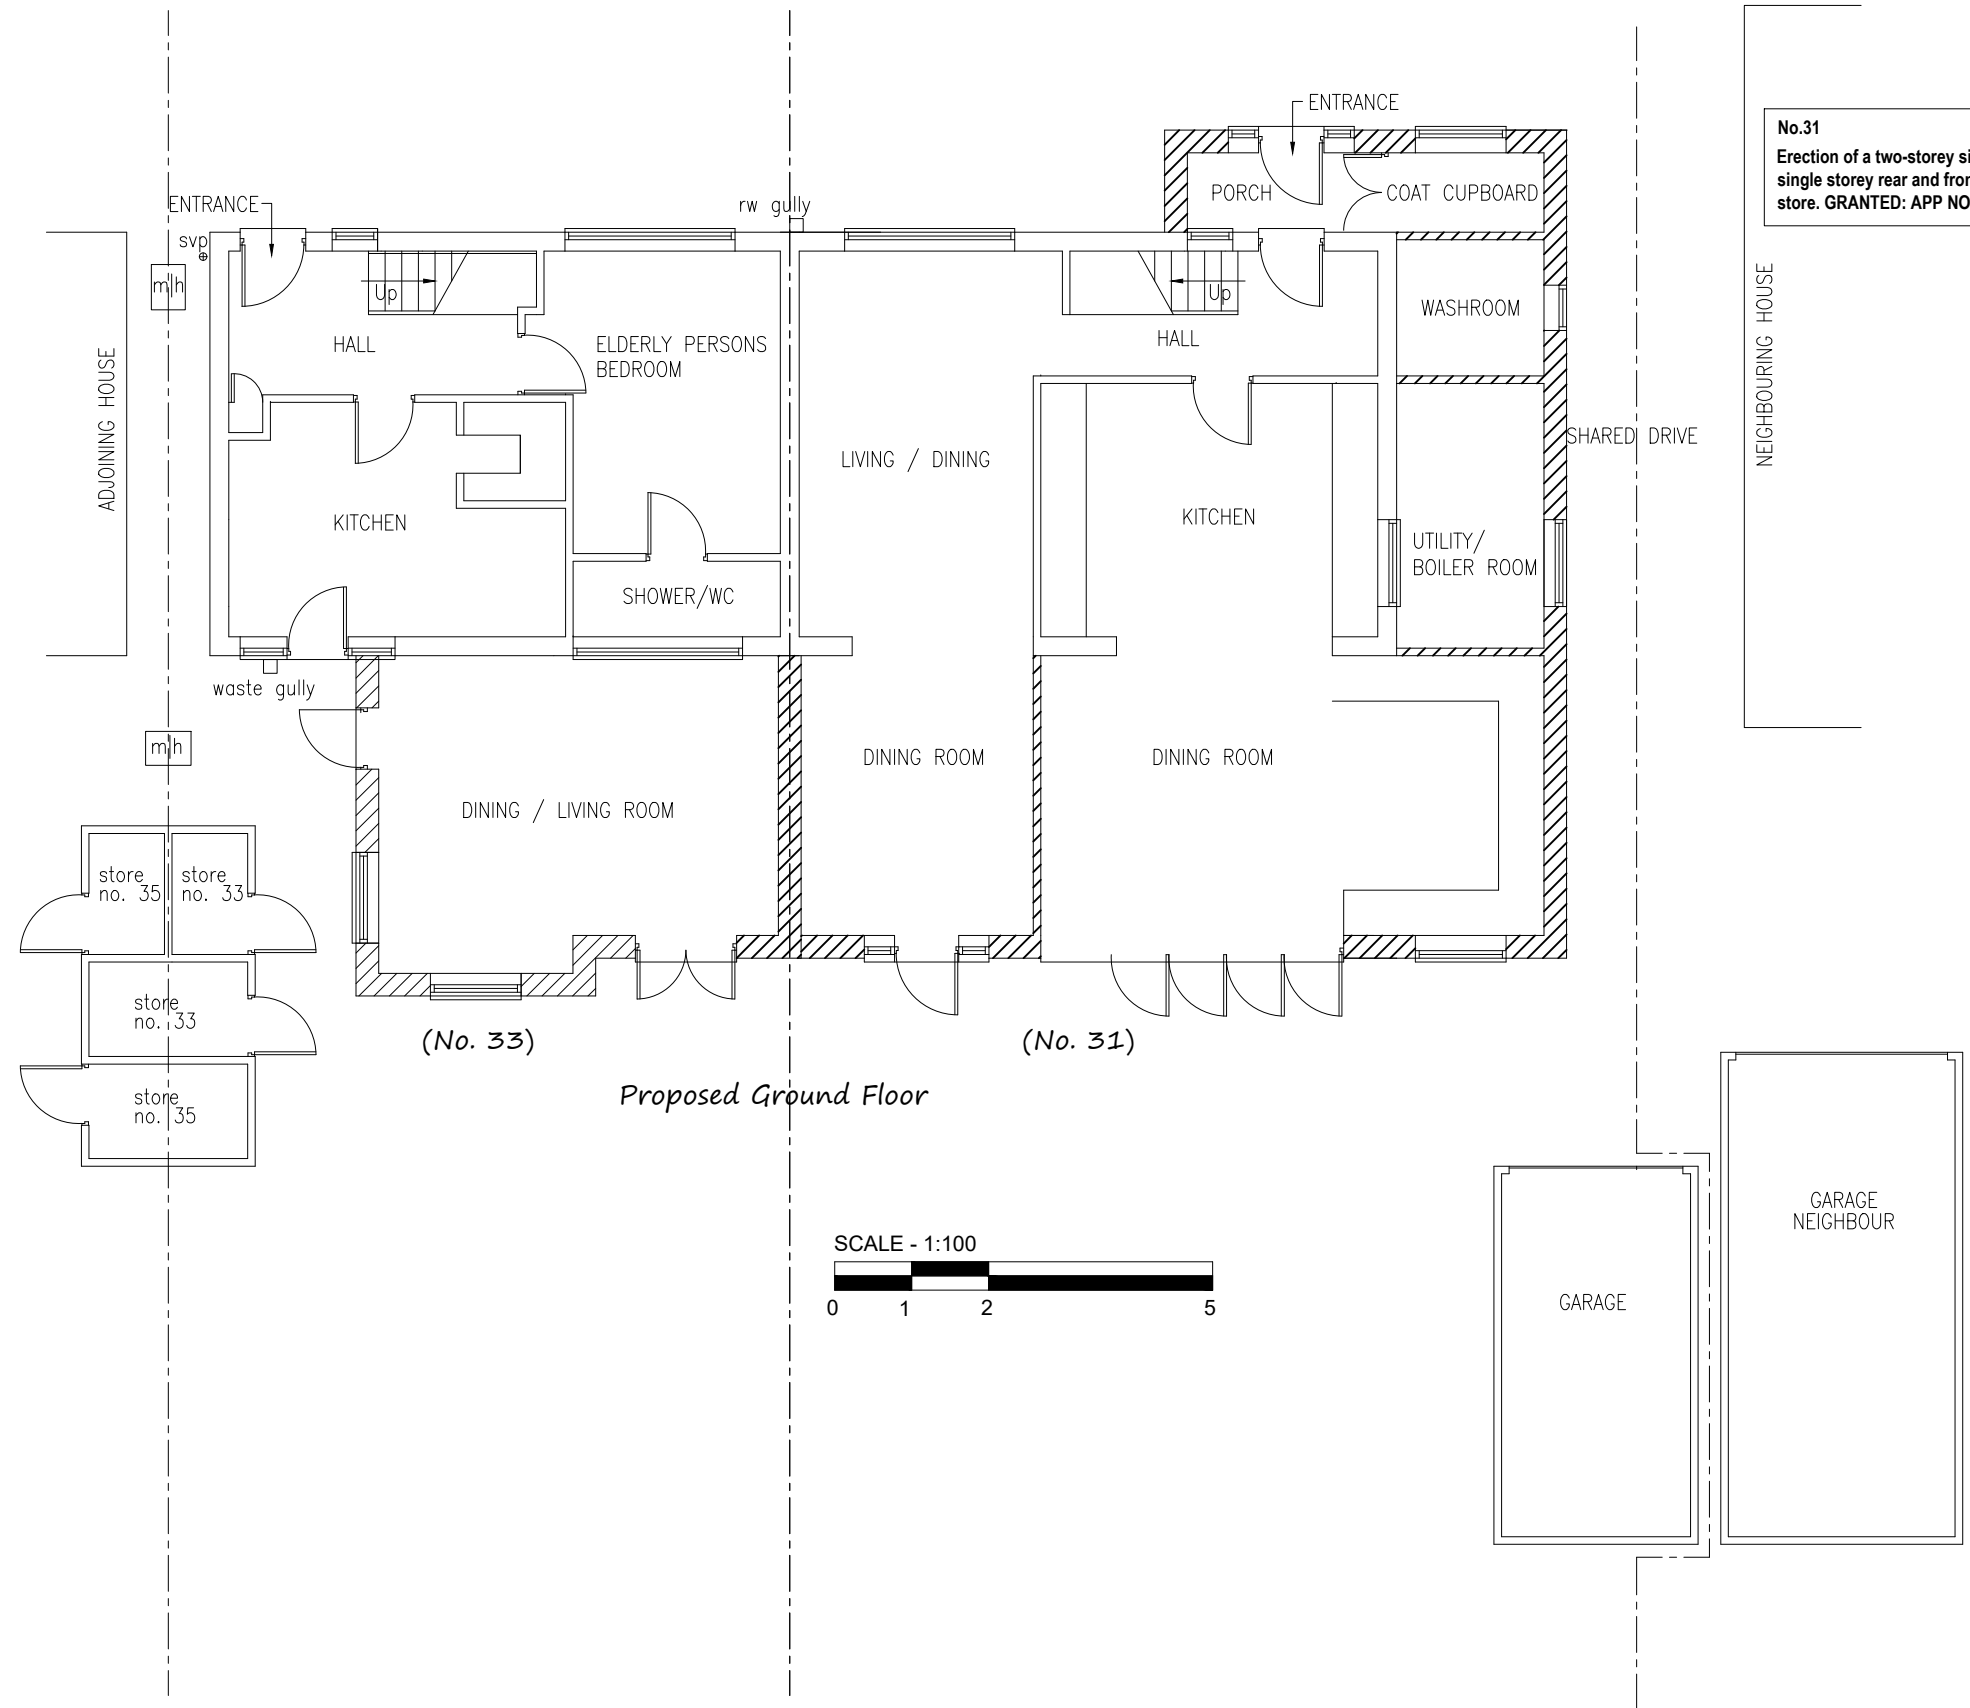 ENTRANCE
No.31
Erection of a two-storey
single storey rear and
store. GRANTED: APP NO
PORCH
COAT CUPBOARD
ENTRANCE
rw gully
svp
m|h
Up
Up
WASHROOM
HALL
ELDERLY PERSONS
BEDROOM
HALL
ADJOINING HOUSE
NEIGHBOURING HOUSE
SHARED DRIVE
LIVING / DINING
KITCHEN
KITCHEN
UTILITY/
BOILER ROOM
SHOWER/WC
waste gully
m|h
DINING ROOM
DINING ROOM
DINING / LIVING ROOM
store
no. 35
store
no. 33
store
no. 33
store
no. 35
(No. 33)
(No. 31)
Proposed Ground Floor
GARAGE
NEIGHBOUR
SCALE - 1:100
0 1 2 5
GARAGE